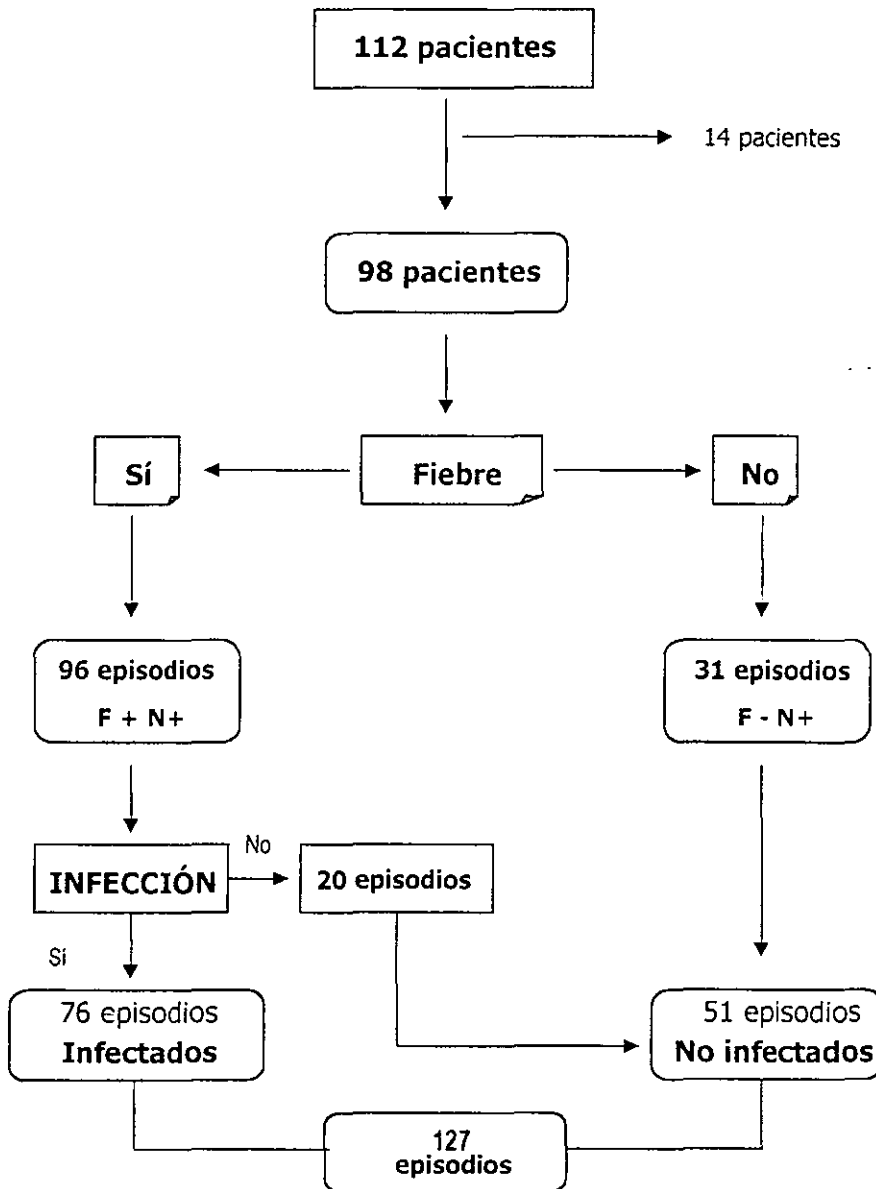 112 pacientes
14 pacientes
98 pacientes
Sí
Fiebre
No
96 episodios
F + N+
31 episodios
F - N+
No
INFECCIÓN
20 episodios
Sí
76 episodios
Infectados
51 episodios
No infectados
127
episodios